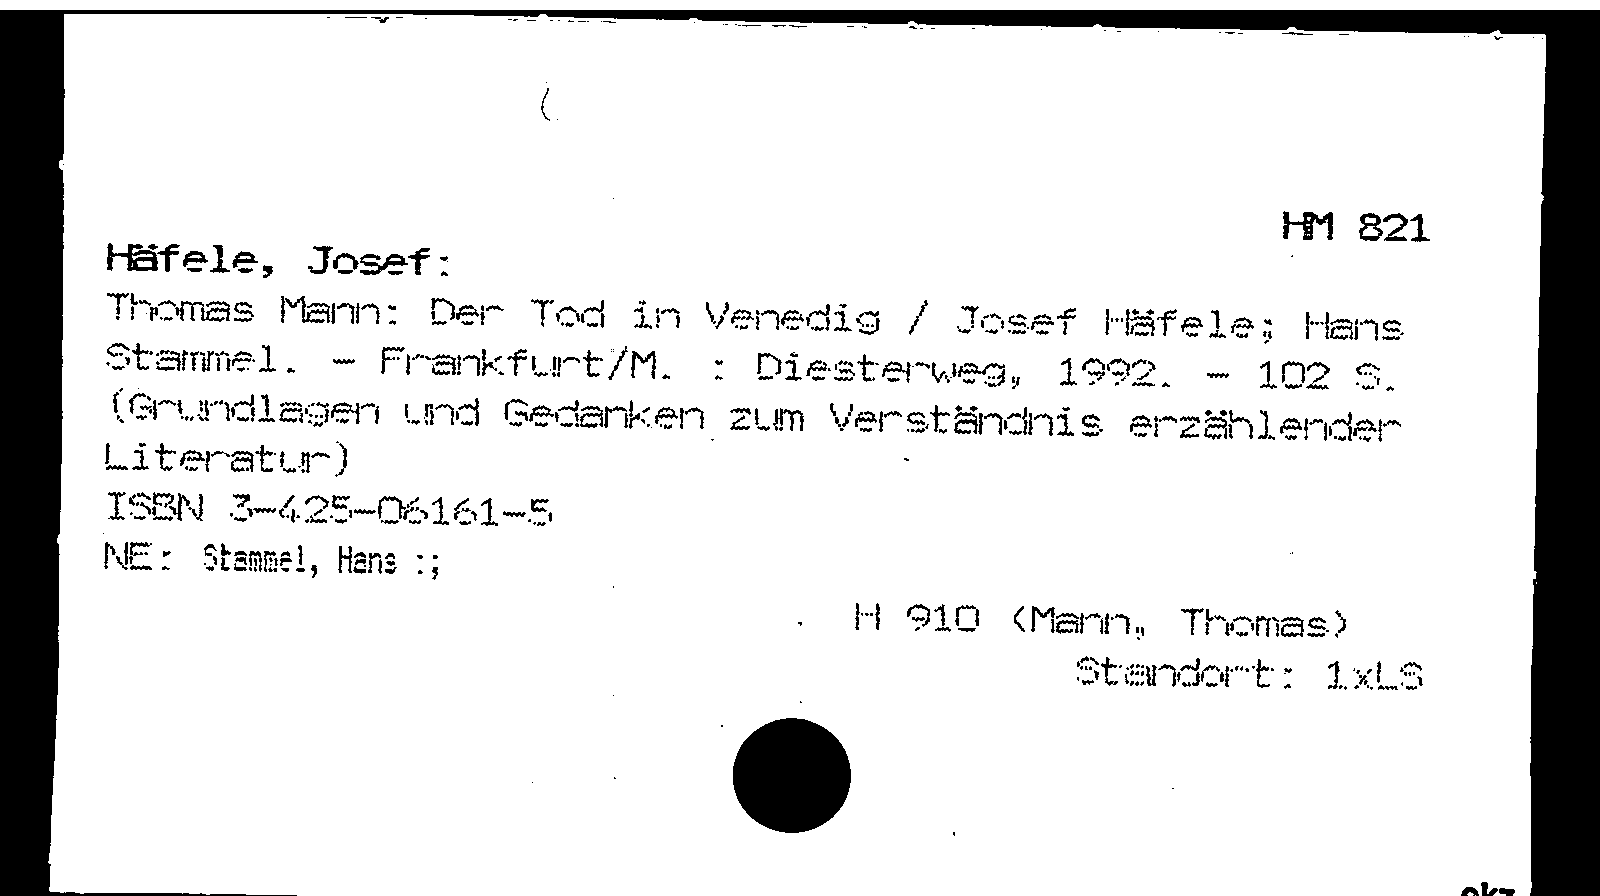 HM 821
Häfele, Josef:
Thomas Mann: Der Tod in Venedig / Josef Häfele; Hans
Stammel. - Frankfurt/M. : Diesterweg, 1992. - 102 S.
(Grundlagen und Gedanken zum Verständnis erzählender
Literatur)
ISBN 3-425-06161-5
NE: Stammel, Hans :;
H 910 (Mann, Thomas)
Standort: 1xLS